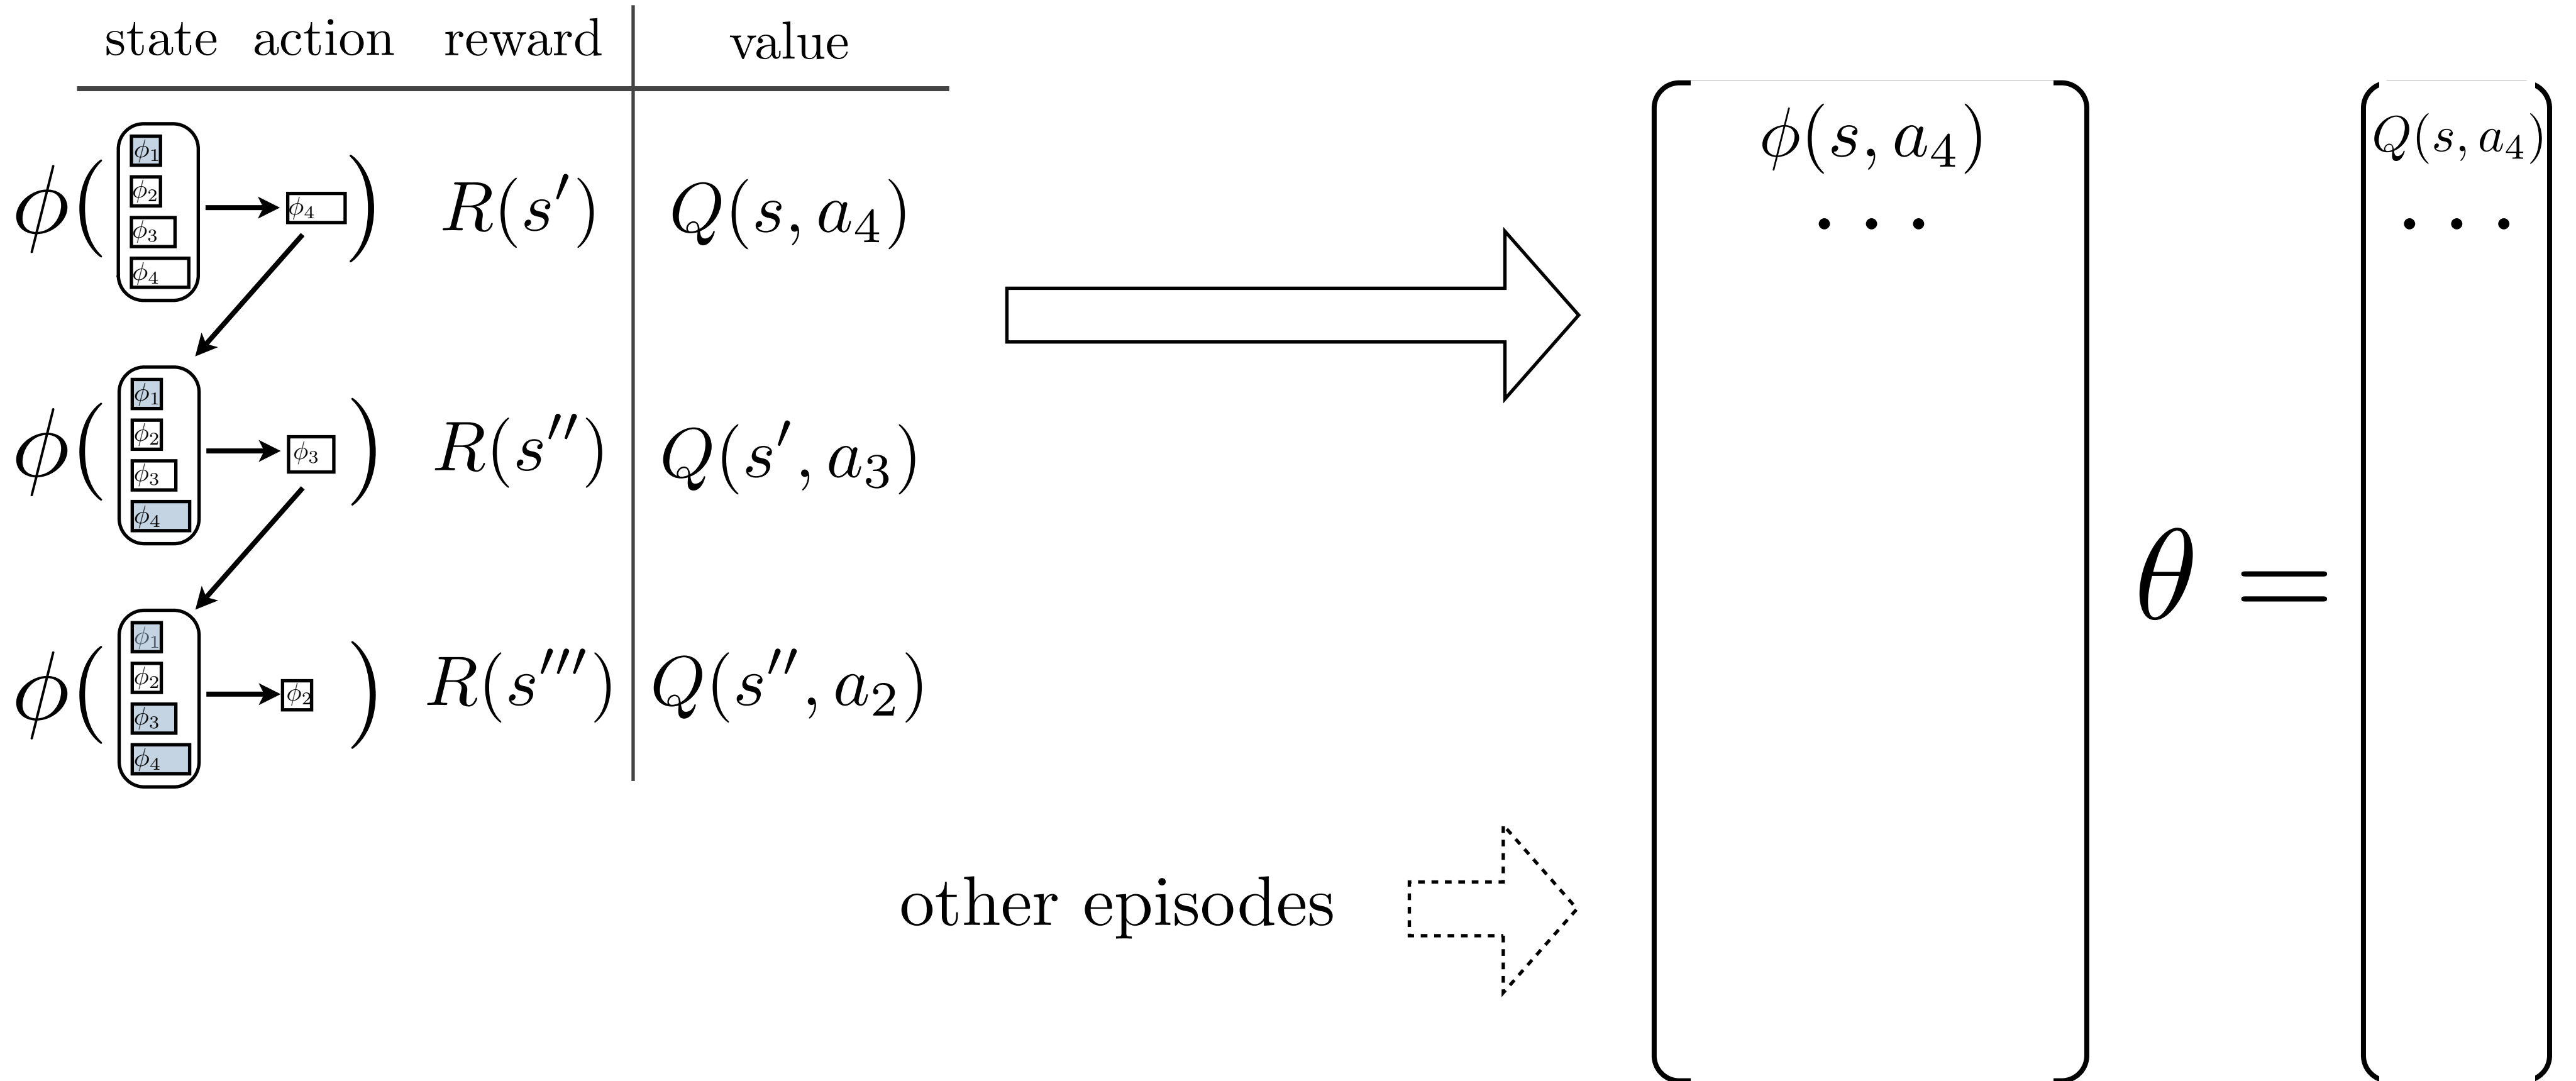 state action reward value
ϕ( ϕ₁ ϕ₂ ϕ₃ ϕ₄ → ϕ₄ ) R(s′) Q(s, a₄)
ϕ( ϕ₁ ϕ₂ ϕ₃ ϕ₄ → ϕ₃ ) R(s′′) Q(s′, a₃)
ϕ( ϕ₁ ϕ₂ ϕ₃ ϕ₄ → ϕ₂ ) R(s′′′) Q(s′′, a₂)
other episodes
ϕ(s, a₄)
· · ·
θ =
Q(s, a₄)
· · ·